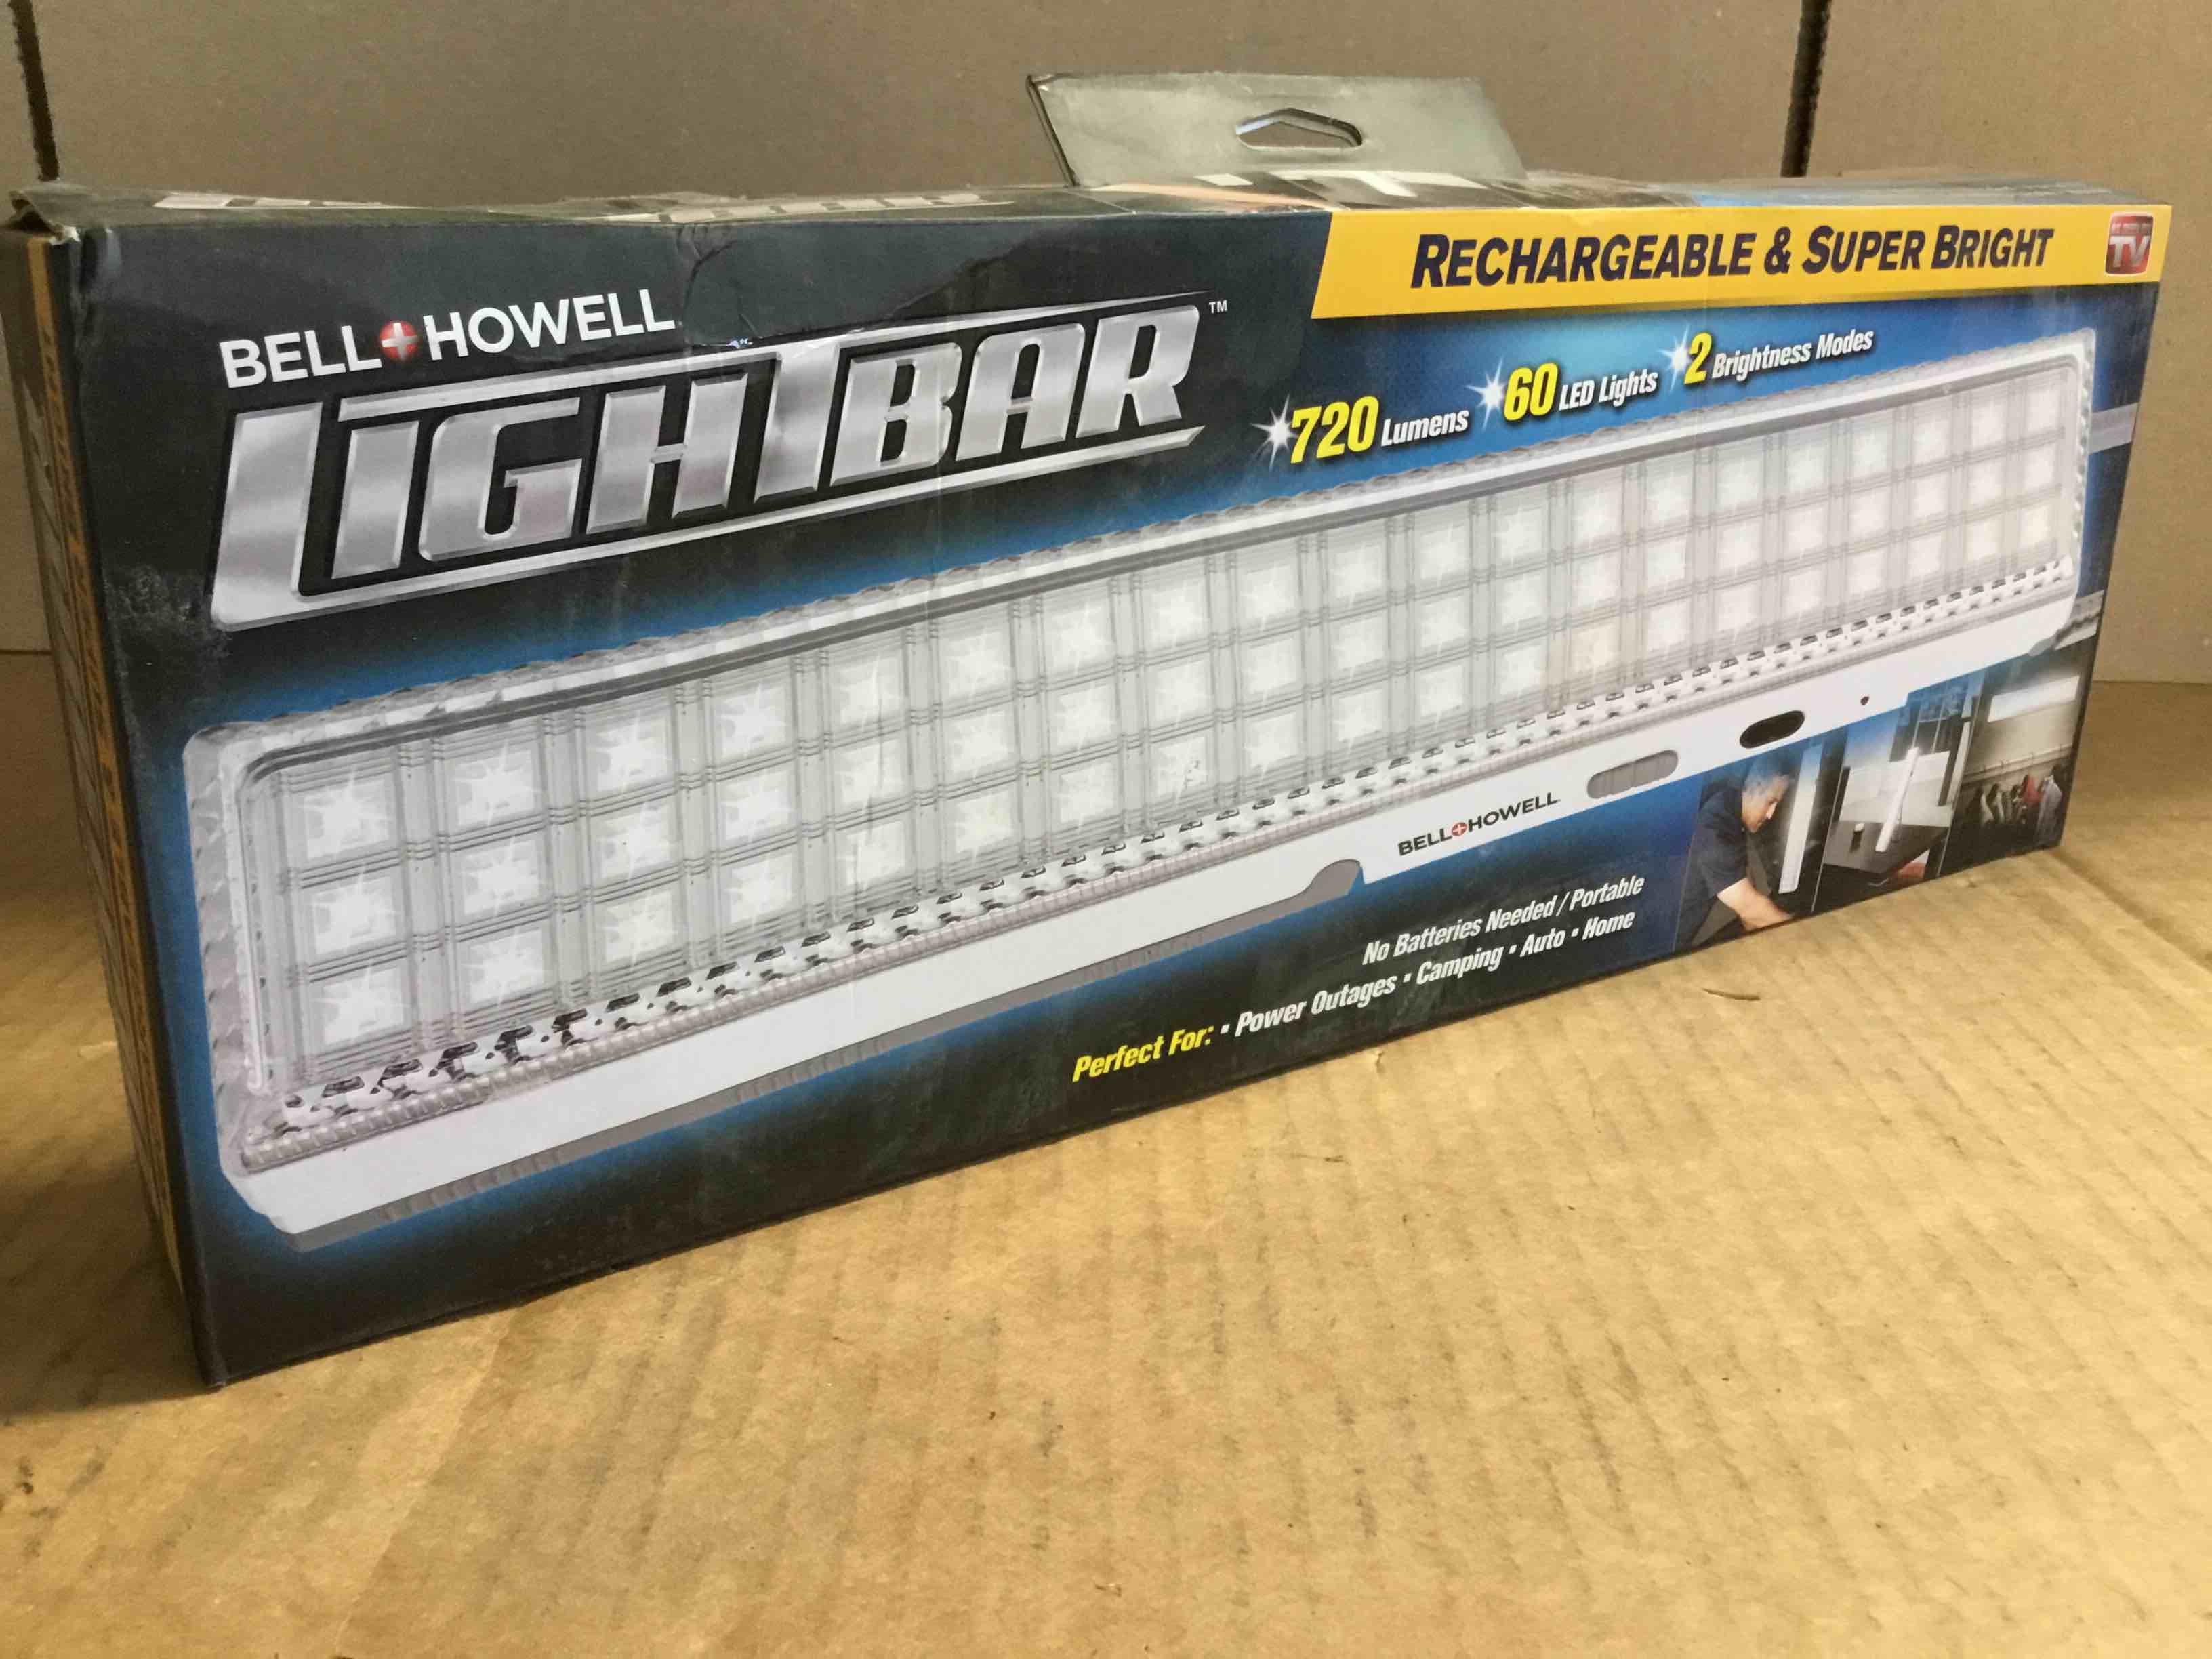 BELL+HOWELL
LIGHTBAR™
RECHARGEABLE & SUPER BRIGHT
TV
720 Lumens 60 LED Lights 2 Brightness Modes
BELL+HOWELL
No Batteries Needed / Portable
Perfect For: ▪ Power Outages ▪ Camping ▪ Auto ▪ Home